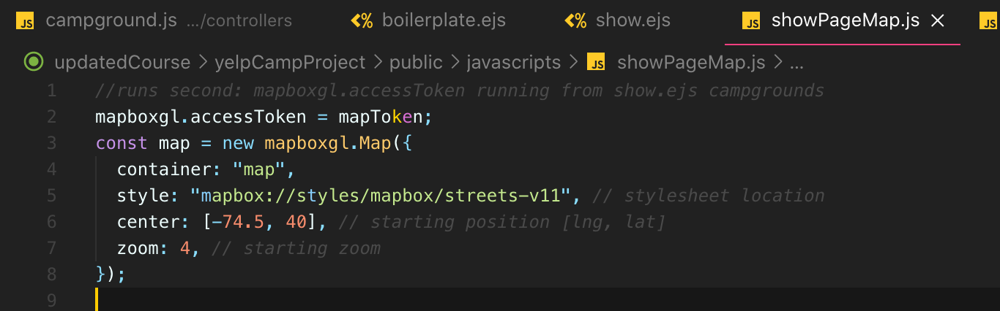 JS campground.js .../controllers <% boilerplate.ejs <% show.ejs JS showPageMap.js × JS
updatedCourse > yelpCampProject > public > javascripts > JS showPageMap.js > ...
1 //runs second: mapboxgl.accessToken running from show.ejs campgrounds
2 mapboxgl.accessToken = mapToken;
3 const map = new mapboxgl.Map({
4 container: "map",
5 style: "mapbox://styles/mapbox/streets-v11", // stylesheet location
6 center: [-74.5, 40], // starting position [lng, lat]
7 zoom: 4, // starting zoom
8 });
9